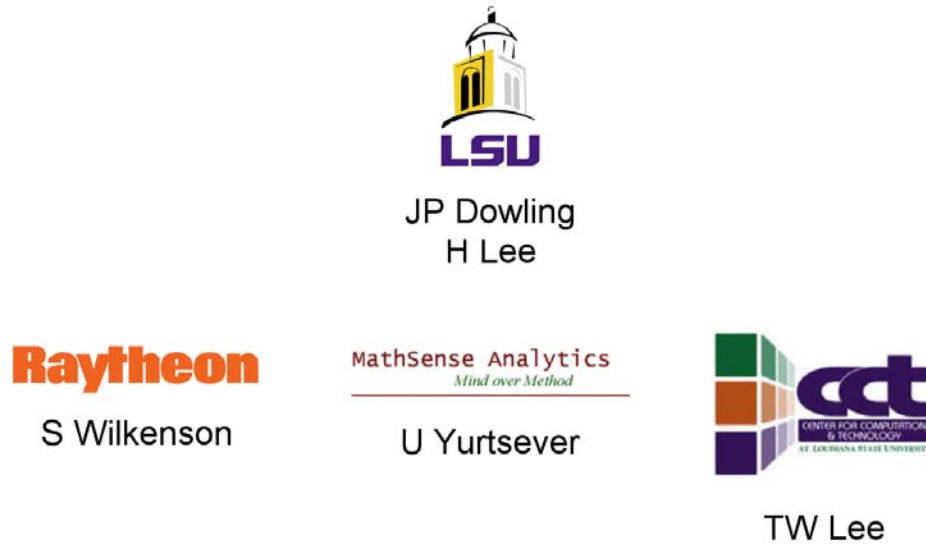 LSU
JP Dowling
H Lee
Raytheon
S Wilkenson
MathSense Analytics
Mind over Method
U Yurtsever
cct
CENTER FOR COMPUTATION
& TECHNOLOGY
AT LOUISIANA STATE UNIVERSIT
TW Lee